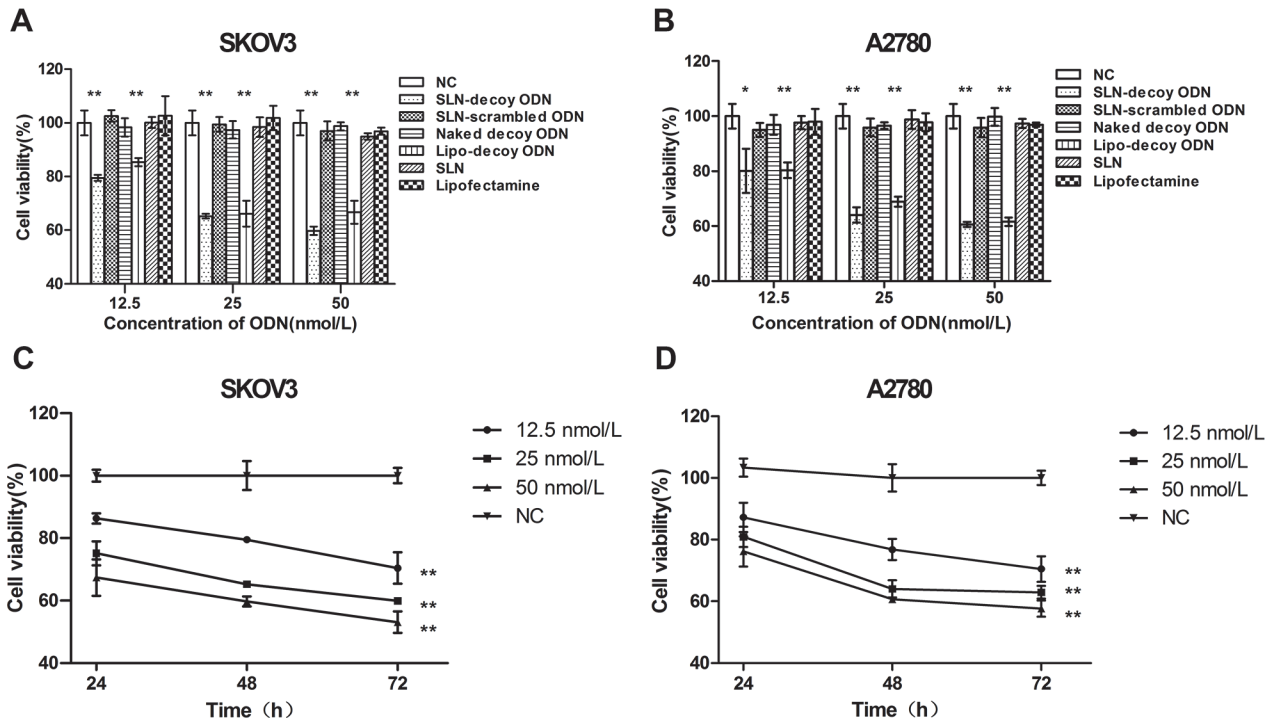 A
SKOV3
Cell viability(%)
120
100
80
60
40
** ** ** ** ** **
12.5 25 50
Concentration of ODN(nmol/L)
NC
SLN-decoy ODN
SLN-scrambled ODN
Naked decoy ODN
Lipo-decoy ODN
SLN
Lipofectamine
B
A2780
Cell viability(%)
120
100
80
60
40
* ** ** ** ** **
12.5 25 50
Concentration of ODN(nmol/L)
NC
SLN-decoy ODN
SLN-scrambled ODN
Naked decoy ODN
Lipo-decoy ODN
SLN
Lipofectamine
C
SKOV3
Cell viability(%)
120
100
80
60
40
**
**
**
24 48 72
Time（h）
12.5 nmol/L
25 nmol/L
50 nmol/L
NC
D
A2780
Cell viability(%)
120
100
80
60
40
**
**
**
24 48 72
Time（h）
12.5 nmol/L
25 nmol/L
50 nmol/L
NC